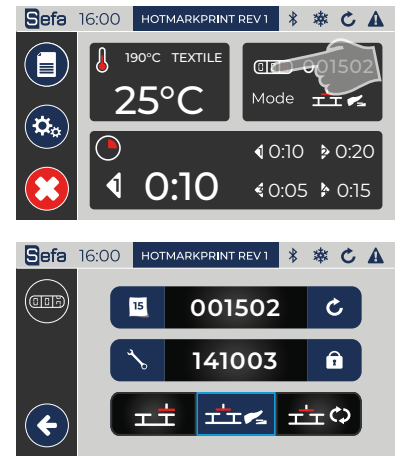 Sefa 16:00 HOTMARKPRINT REV 1
190°C TEXTILE
25°C
001502
Mode
0:10 0:20
1 0:10
0:05 0:15
Sefa 16:00 HOTMARKPRINT REV 1
15 001502
141003